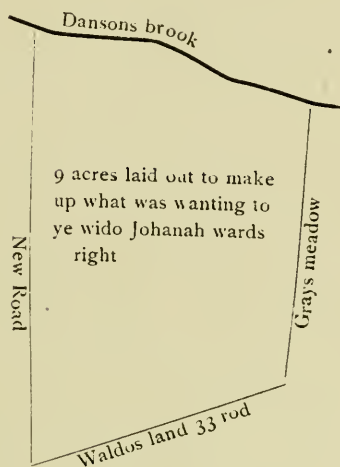 Dansons brook
9 acres laid out to make
up what was wanting to
ye wido Johanah wards
right
New Road
Grays meadow
Waldos land 33 rod